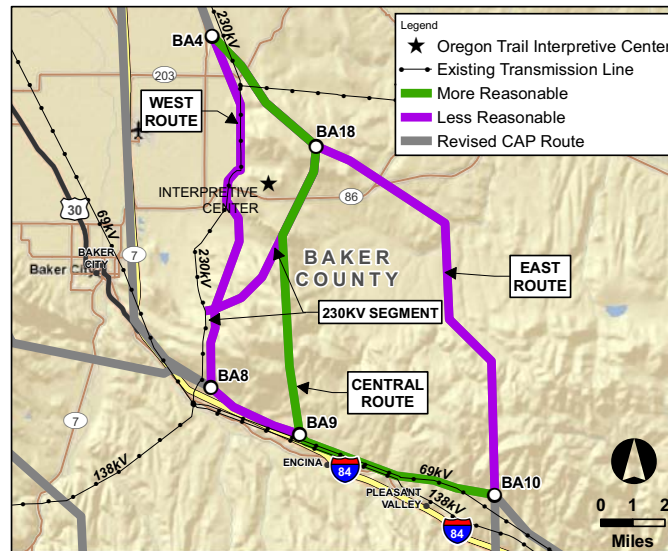 Legend
Oregon Trail Interpretive Center
Existing Transmission Line
More Reasonable
Less Reasonable
Revised CAP Route
230kV
BA4
203
WEST
ROUTE
BA18
INTERPRETIVE
CENTER
86
30
69kV
7
BAKER
CITY
Baker City
230kV
BAKER
COUNTY
EAST
ROUTE
230KV SEGMENT
BA8
CENTRAL
ROUTE
7
BA9
138kV
ENCINA
84
69kV
BA10
PLEASANT
VALLEY
138kV
84
0 1 2
Miles